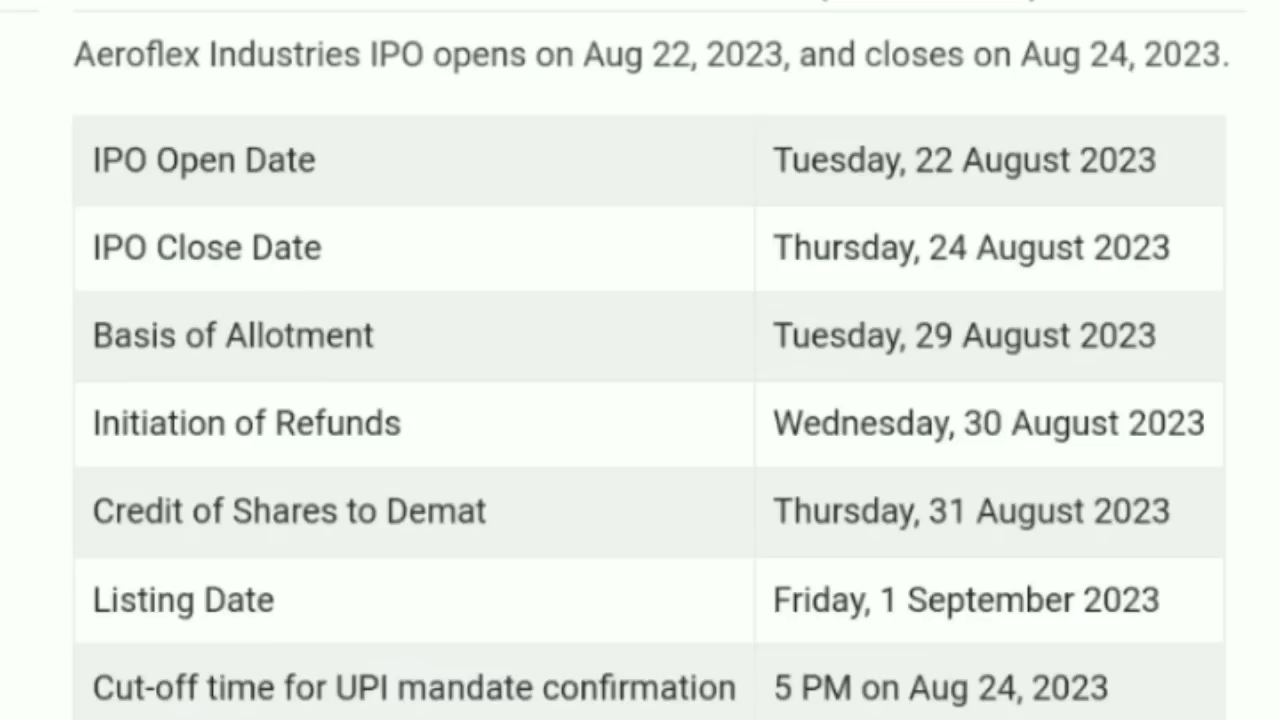 Aeroflex Industries IPO opens on Aug 22, 2023, and closes on Aug 24, 2023.
IPO Open Date Tuesday, 22 August 2023
IPO Close Date Thursday, 24 August 2023
Basis of Allotment Tuesday, 29 August 2023
Initiation of Refunds Wednesday, 30 August 2023
Credit of Shares to Demat Thursday, 31 August 2023
Listing Date Friday, 1 September 2023
Cut-off time for UPI mandate confirmation 5 PM on Aug 24, 2023